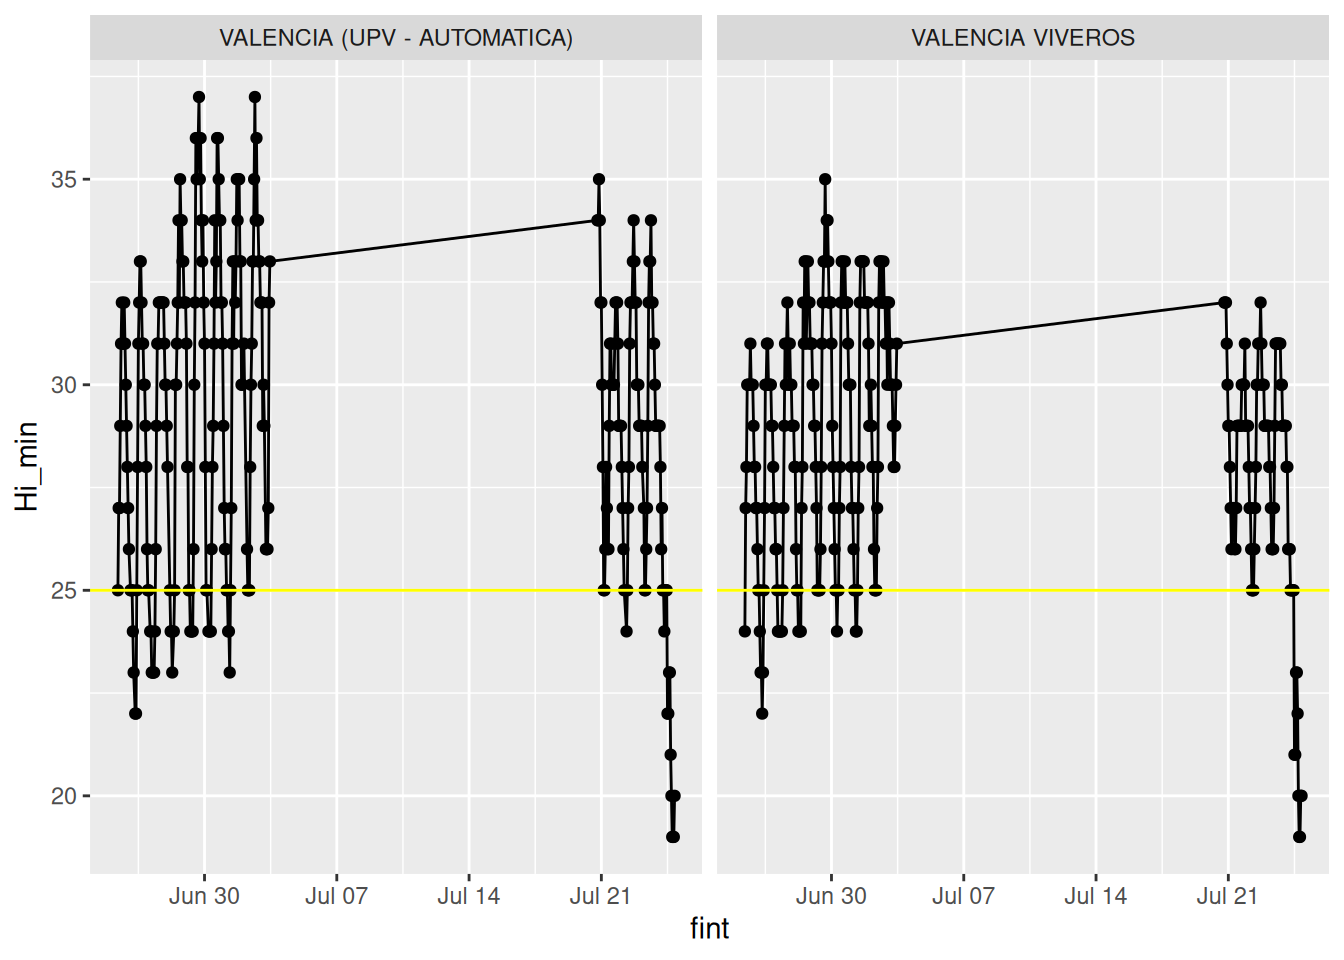 VALENCIA (UPV - AUTOMATICA) VALENCIA VIVEROS
35
30
25
20
Hi_min
Jun 30 Jul 07 Jul 14 Jul 21 Jun 30 Jul 07 Jul 14 Jul 21
fint